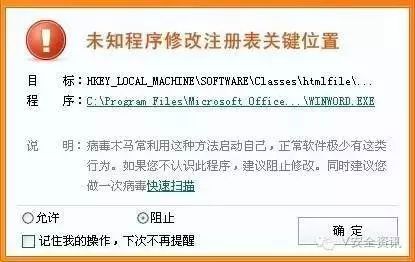 未知程序修改注册表关键位置
目 标：HKEY_LOCAL_MACHINE\SOFTWARE\Classes\htmlfile\...
程 序：C:\Program Files\Microsoft Office...\WINWORD.EXE
说 明：病毒木马常利用这种方法启动自己，正常软件极少有这类
行为。如果您不认识此程序，建议阻止修改。同时建议您
做一次病毒快速扫描
允许 阻止
记住我的操作，下次不再提醒
确 定
V安全资讯